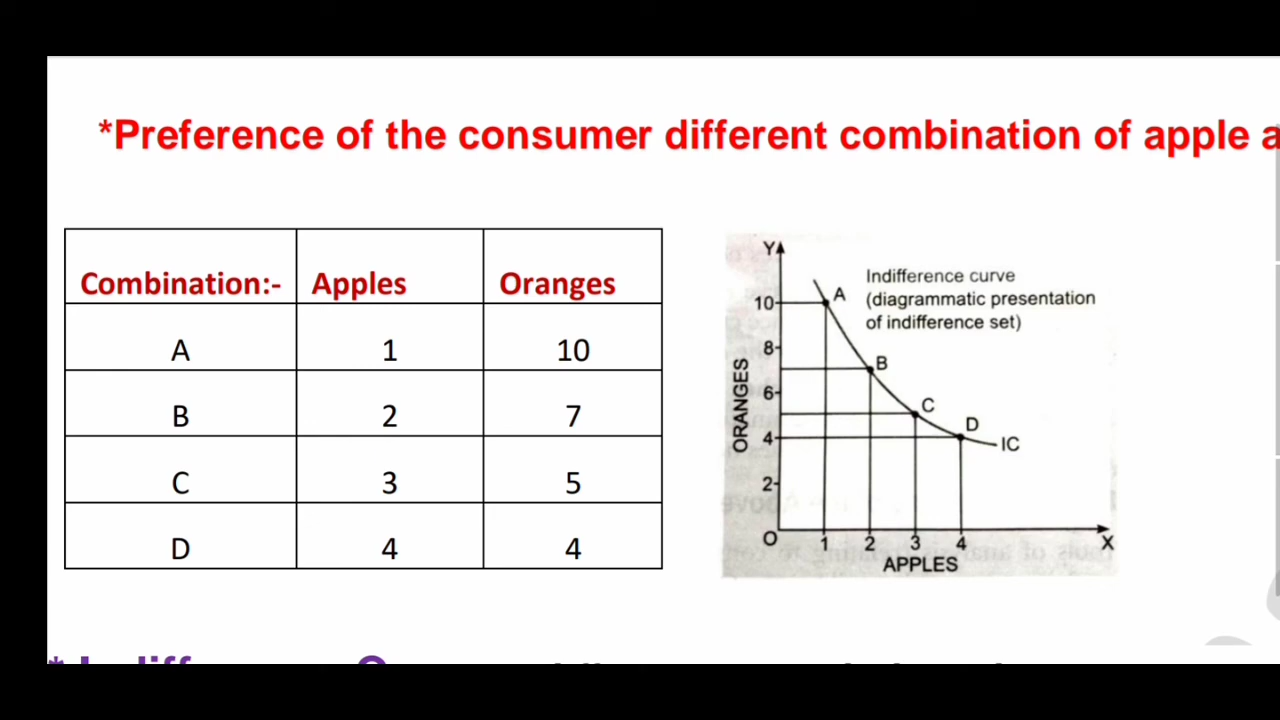 *Preference of the consumer different combination of apple a
Combination:- Apples Oranges
A 1 10
B 2 7
C 3 5
D 4 4
Y
Indifference curve
(diagrammatic presentation
of indifference set)
10
8
6
4
2
ORANGES
A
B
C
D
IC
O 1 2 3 4 X
APPLES